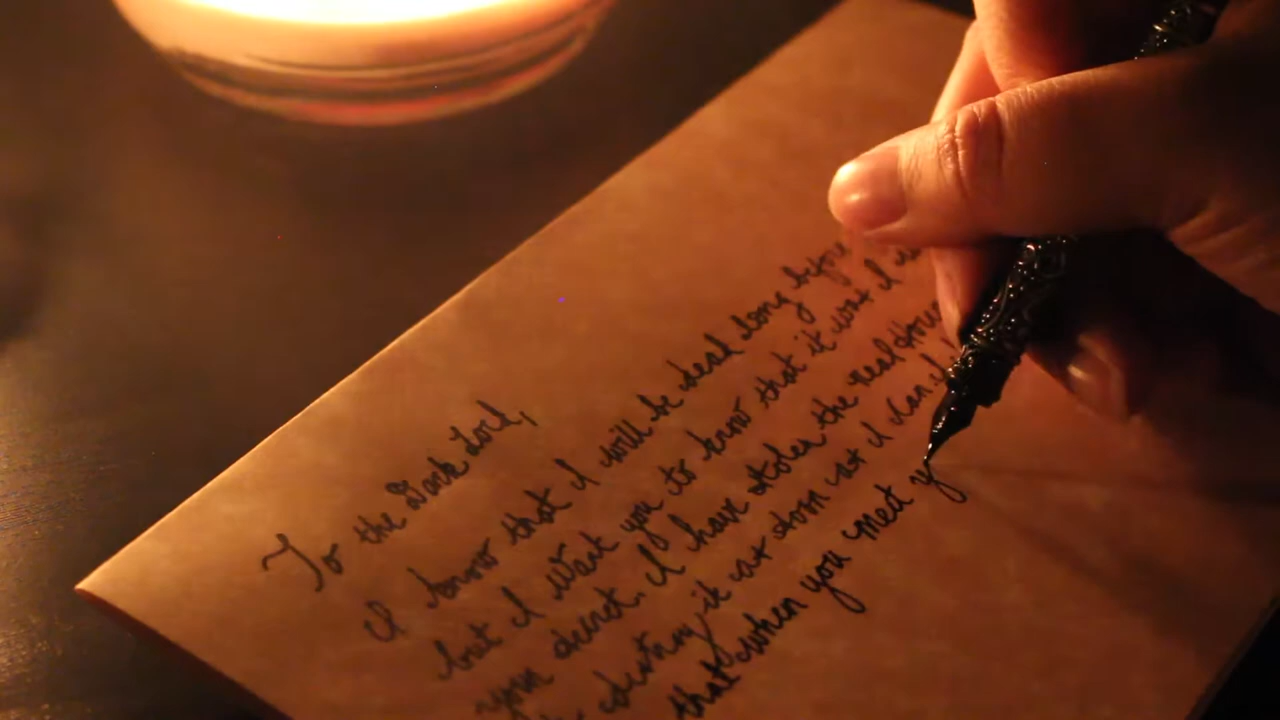 To the Dark Lord,
I know that I will be dead long before
but I want you to know that it was I
your secret. I have stolen the real
destroy it as soon as I can.
that when you meet